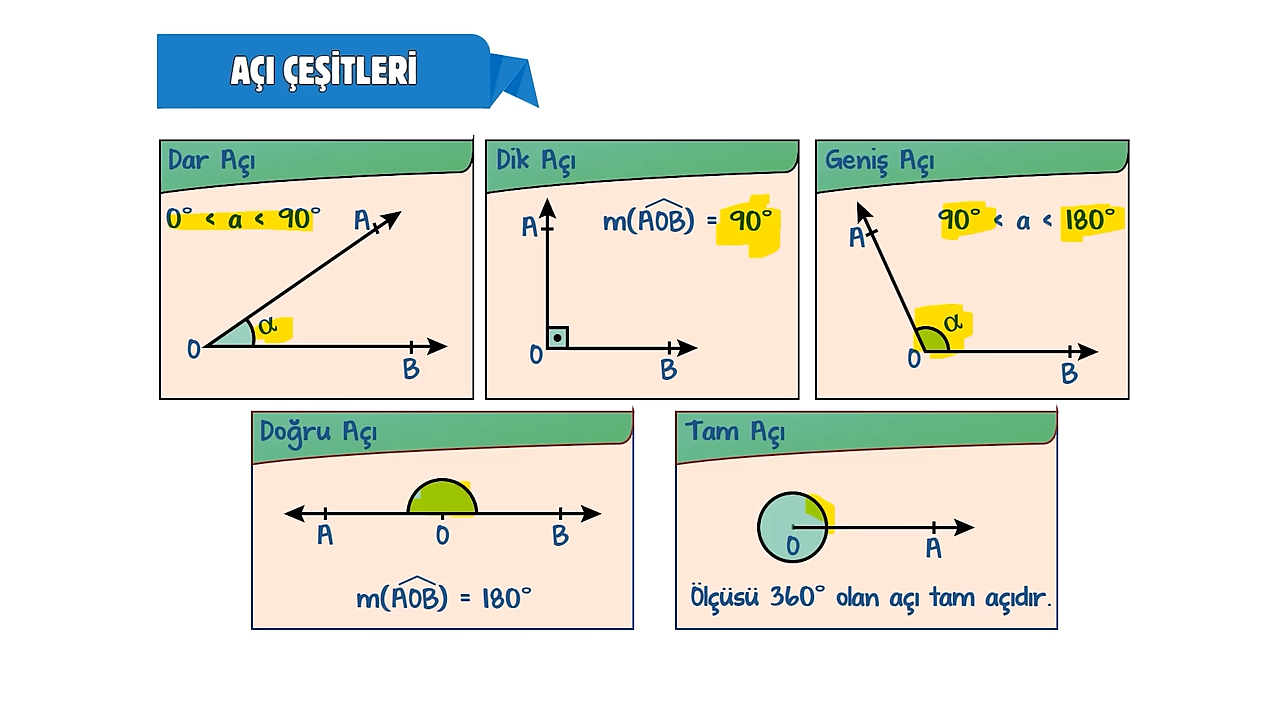 AÇI ÇEŞİTLERİ
Dar Açı
0° < a < 90°
A
α
O
B
Dik Açı
A
m(AOB) = 90°
O
B
Geniş Açı
90° < a < 180°
A
α
O
B
Doğru Açı
A O B
m(AOB) = 180°
Tam Açı
O A
Ölçüsü 360° olan açı tam açıdır.